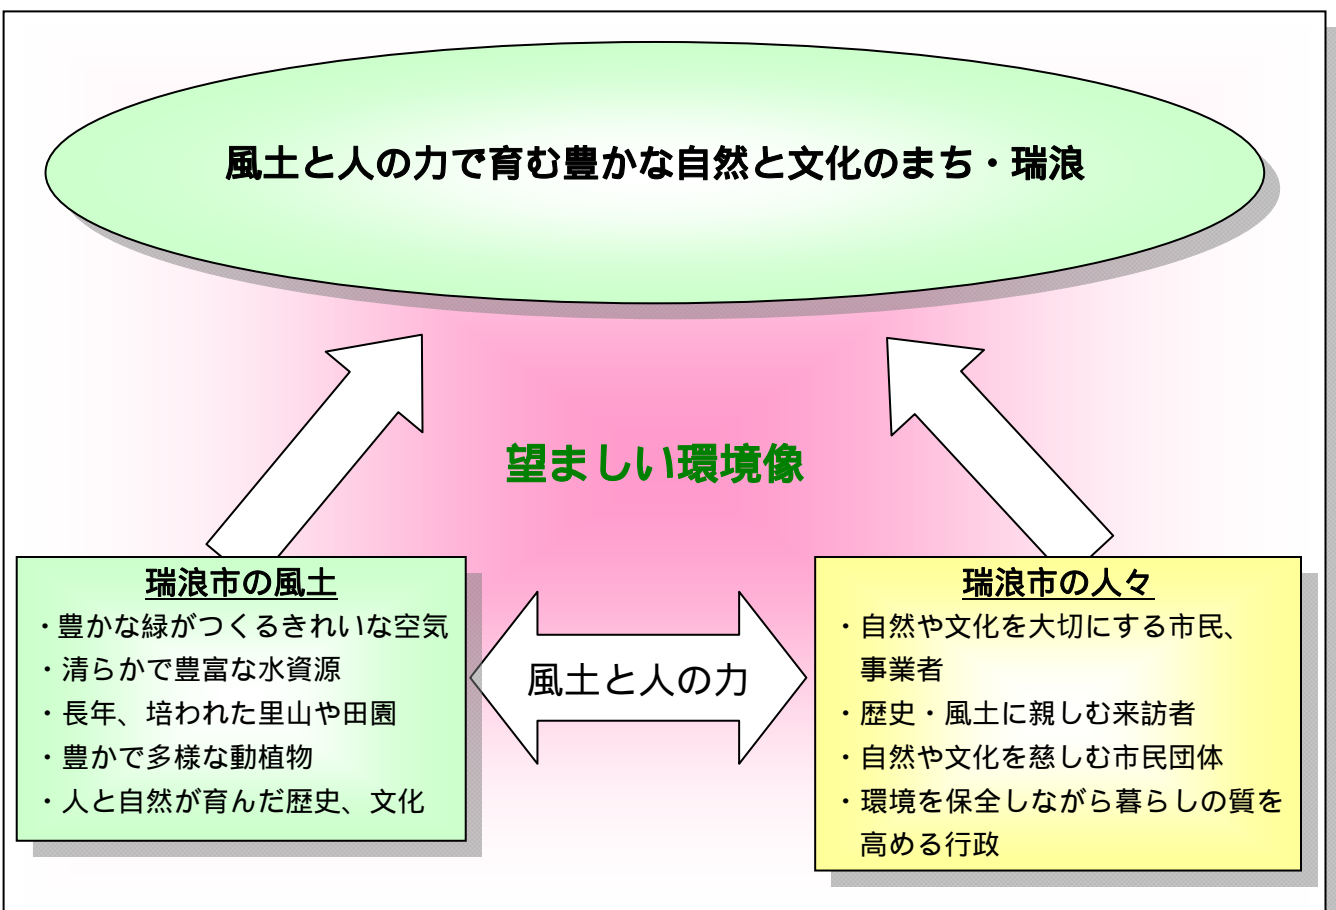 風土と人の力で育む豊かな自然と文化のまち・瑞浪
望ましい環境像
瑞浪市の風土
・豊かな緑がつくるきれいな空気
・清らかで豊富な水資源
・長年、培われた里山や田園
・豊かで多様な動植物
・人と自然が育んだ歴史、文化
風土と人の力
瑞浪市の人々
・自然や文化を大切にする市民、
事業者
・歴史・風土に親しむ来訪者
・自然や文化を慈しむ市民団体
・環境を保全しながら暮らしの質を
高める行政